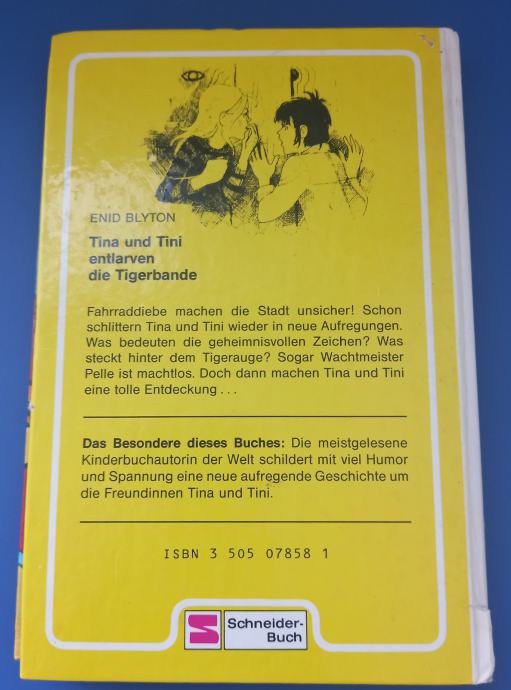 ENID BLYTON
Tina und Tini
entlarven
die Tigerbande
Fahrraddiebe machen die Stadt unsicher! Schon
schlittern Tina und Tini wieder in neue Aufregungen.
Was bedeuten die geheimnisvollen Zeichen? Was
steckt hinter dem Tigerauge? Sogar Wachtmeister
Pelle ist machtlos. Doch dann machen Tina und Tini
eine tolle Entdeckung...
Das Besondere dieses Buches: Die meistgelesene
Kinderbuchautorin der Welt schildert mit viel Humor
und Spannung eine neue aufregende Geschichte um
die Freundinnen Tina und Tini.
ISBN 3 505 07858 1
Schneider-
Buch